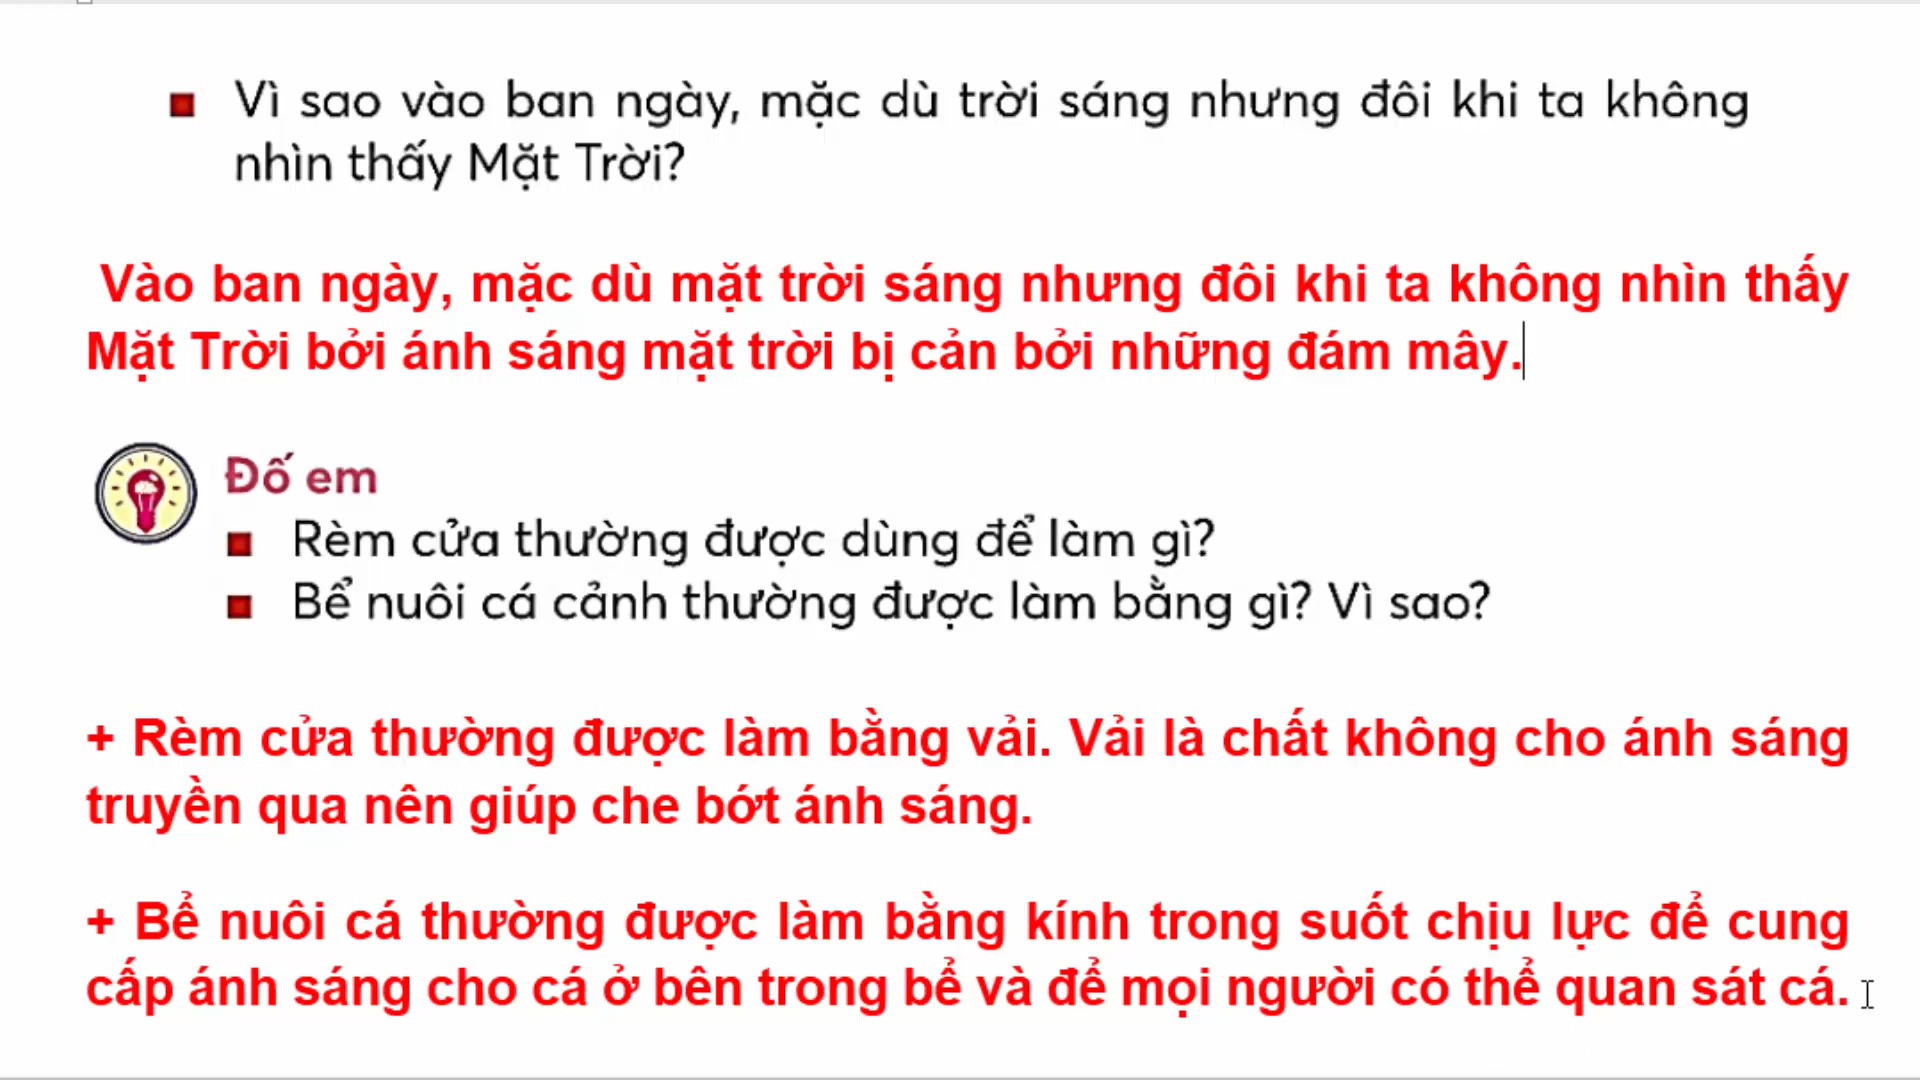 Vì sao vào ban ngày, mặc dù trời sáng nhưng đôi khi ta không
nhìn thấy Mặt Trời?
Vào ban ngày, mặc dù mặt trời sáng nhưng đôi khi ta không nhìn thấy
Mặt Trời bởi ánh sáng mặt trời bị cản bởi những đám mây.
Đố em
Rèm cửa thường được dùng để làm gì?
Bể nuôi cá cảnh thường được làm bằng gì? Vì sao?
+ Rèm cửa thường được làm bằng vải. Vải là chất không cho ánh sáng
truyền qua nên giúp che bớt ánh sáng.
+ Bể nuôi cá thường được làm bằng kính trong suốt chịu lực để cung
cấp ánh sáng cho cá ở bên trong bể và để mọi người có thể quan sát cá.